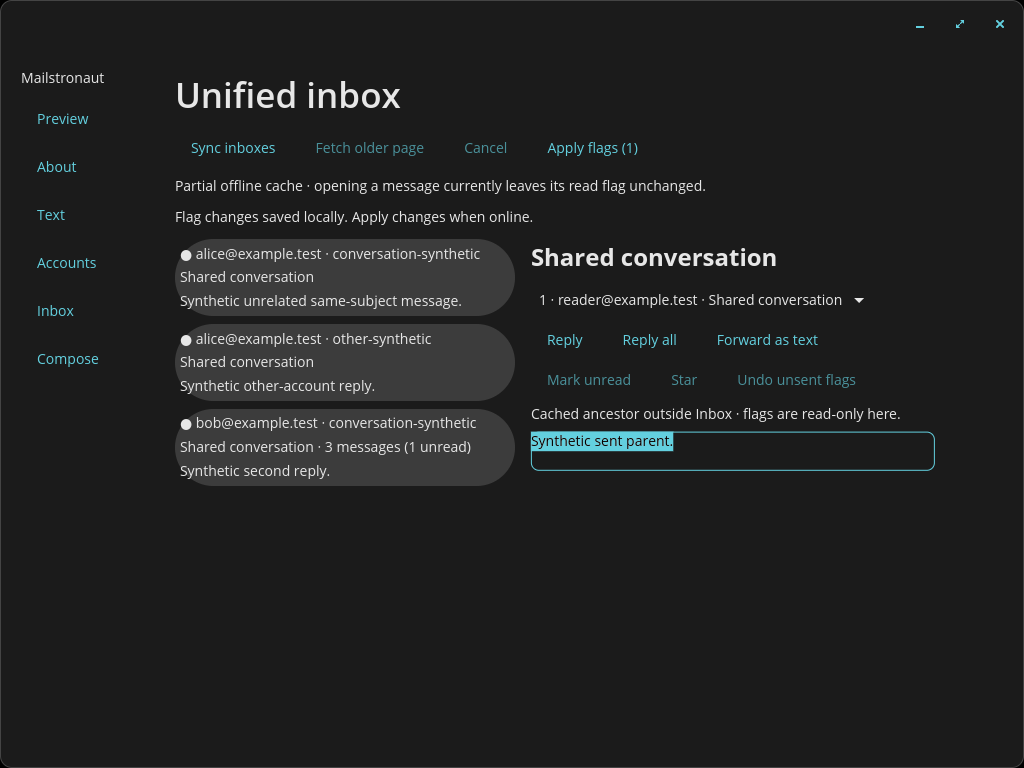 Mailstronaut
Preview
About
Text
Accounts
Inbox
Compose
Unified inbox
Sync inboxes Fetch older page Cancel Apply flags (1)
Partial offline cache · opening a message currently leaves its read flag unchanged.
Flag changes saved locally. Apply changes when online.
● alice@example.test · conversation-synthetic
Shared conversation
Synthetic unrelated same-subject message.
● alice@example.test · other-synthetic
Shared conversation
Synthetic other-account reply.
● bob@example.test · conversation-synthetic
Shared conversation · 3 messages (1 unread)
Synthetic second reply.
Shared conversation
1 · reader@example.test · Shared conversation
Reply Reply all Forward as text
Mark unread Star Undo unsent flags
Cached ancestor outside Inbox · flags are read-only here.
Synthetic sent parent.